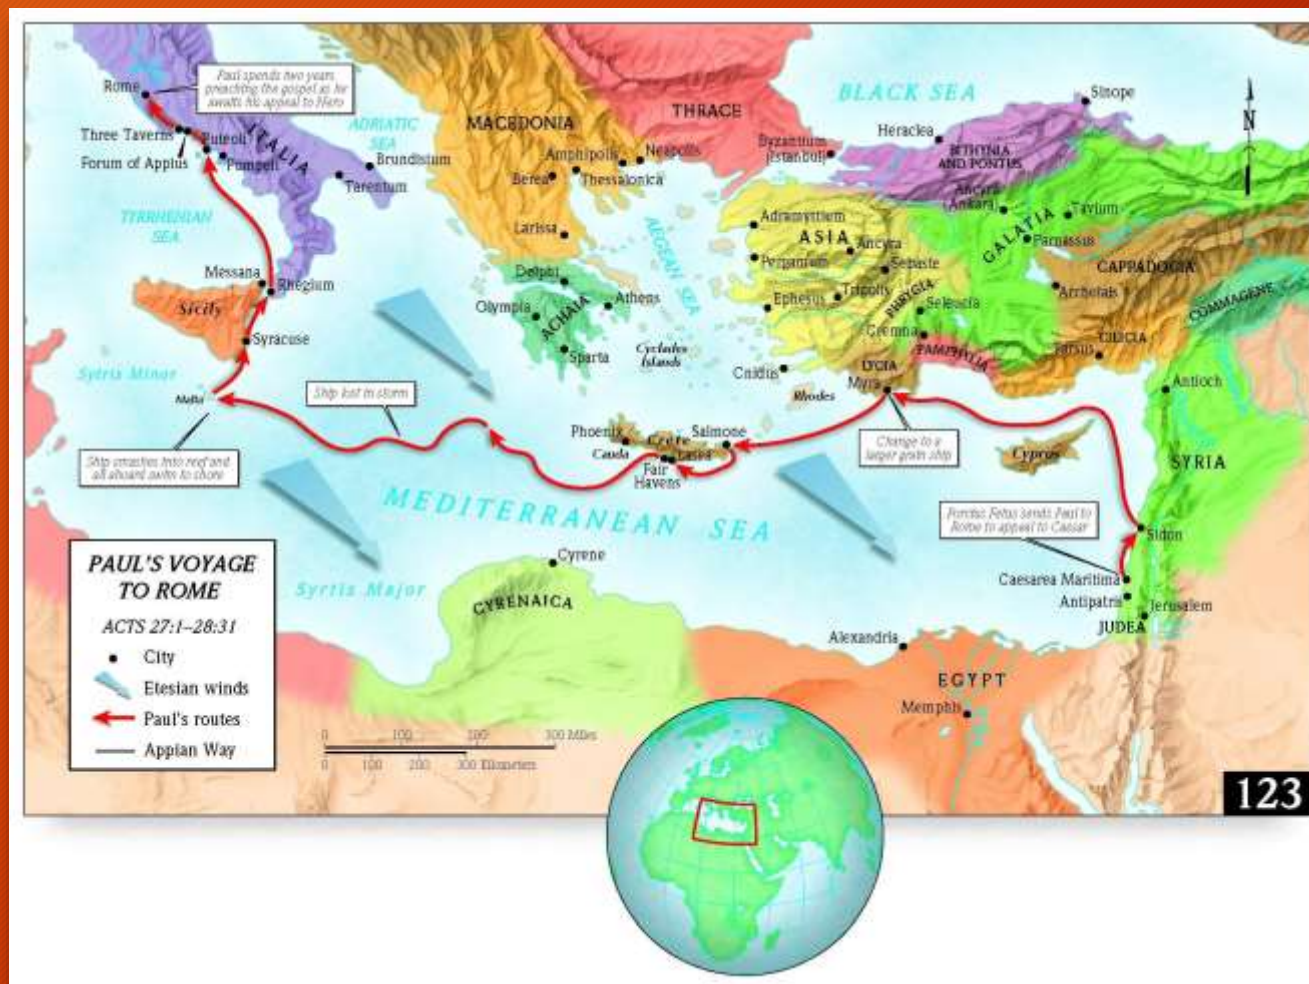 Paul spends two years
preaching the gospel as he
awaits his appeal to Nero
Rome
Three Taverns
Forum of Appius
Puteoli
Pompeii
ITALIA
ADRIATIC
SEA
Brundisium
Tarentum
TYRRHENIAN
SEA
Messana
Rhegium
Sicily
Syracuse
Syrtis Minor
Malta
Ship smashes into reef and
all aboard swim to shore
Ship lost in storm
MACEDONIA
THRACE
Amphipolis
Neapolis
Berea
Thessalonica
Larissa
Delphi
Olympia
ACHAIA
Athens
Sparta
AEGEAN SEA
Cyclades
Islands
BLACK SEA
Sinope
Heraclea
Byzantium
(Istanbul)
BITHYNIA
AND PONTUS
Ancyra
(Ankara)
Tavium
GALATIA
Parnassus
Adramyttiem
ASIA
Ancyra
Pergamum
Sebaste
Ephesus
Tripolis
PHRIGIA
Seleucia
Cremna
CAPPADOCIA
Archelais
COMMAGENE
CILICIA
Tarsus
PAMPHYLIA
LYCIA
Myra
Cnidus
Rhodes
Antioch
N
Phoenix
Crete
Salmone
Cauda
Lasea
Fair
Havens
Change to a
larger grain ship
Cyprus
SYRIA
Porchis Fetus sends Paul to
Rome to appeal to Caesar
Sidon
Caesarea Maritima
Antipatris
Jerusalem
JUDEA
MEDITERRANEAN SEA
Syrtis Major
Cyrene
CYRENAICA
Alexandria
EGYPT
Memphis
PAUL'S VOYAGE
TO ROME
ACTS 27:1–28:31
City
Etesian winds
Paul's routes
Appian Way
0 100 200 300 Miles
0 100 200 300 Kilometers
123